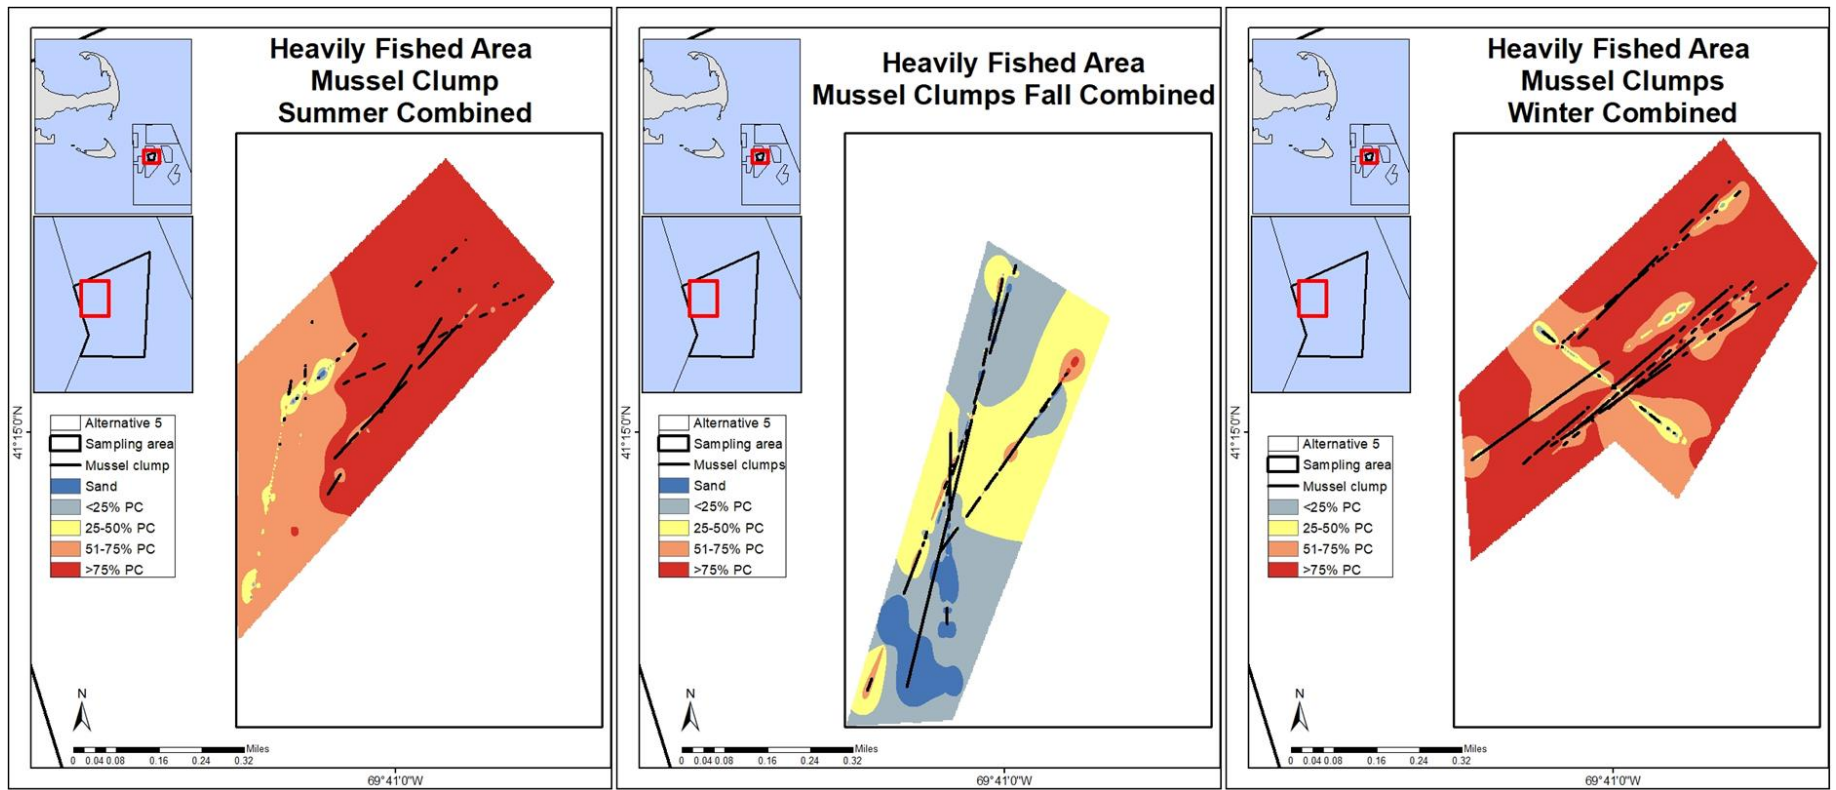 Heavily Fished Area
Mussel Clump
Summer Combined
41°15'0"N
Alternative 5
Sampling area
Mussel clump
Sand
<25% PC
25-50% PC
51-75% PC
>75% PC
N
Miles
0 0.04 0.08 0.16 0.24 0.32
69°41'0"W
Heavily Fished Area
Mussel Clumps Fall Combined
41°15'0"N
Alternative 5
Sampling area
Mussel clumps
Sand
<25% PC
25-50% PC
51-75% PC
>75% PC
N
Miles
0 0.04 0.08 0.16 0.24 0.32
69°41'0"W
Heavily Fished Area
Mussel Clumps
Winter Combined
41°15'0"N
Alternative 5
Sampling area
Mussel clump
<25% PC
25-50% PC
51-75% PC
>75% PC
N
Miles
0 0.04 0.08 0.16 0.24 0.32
69°41'0"W